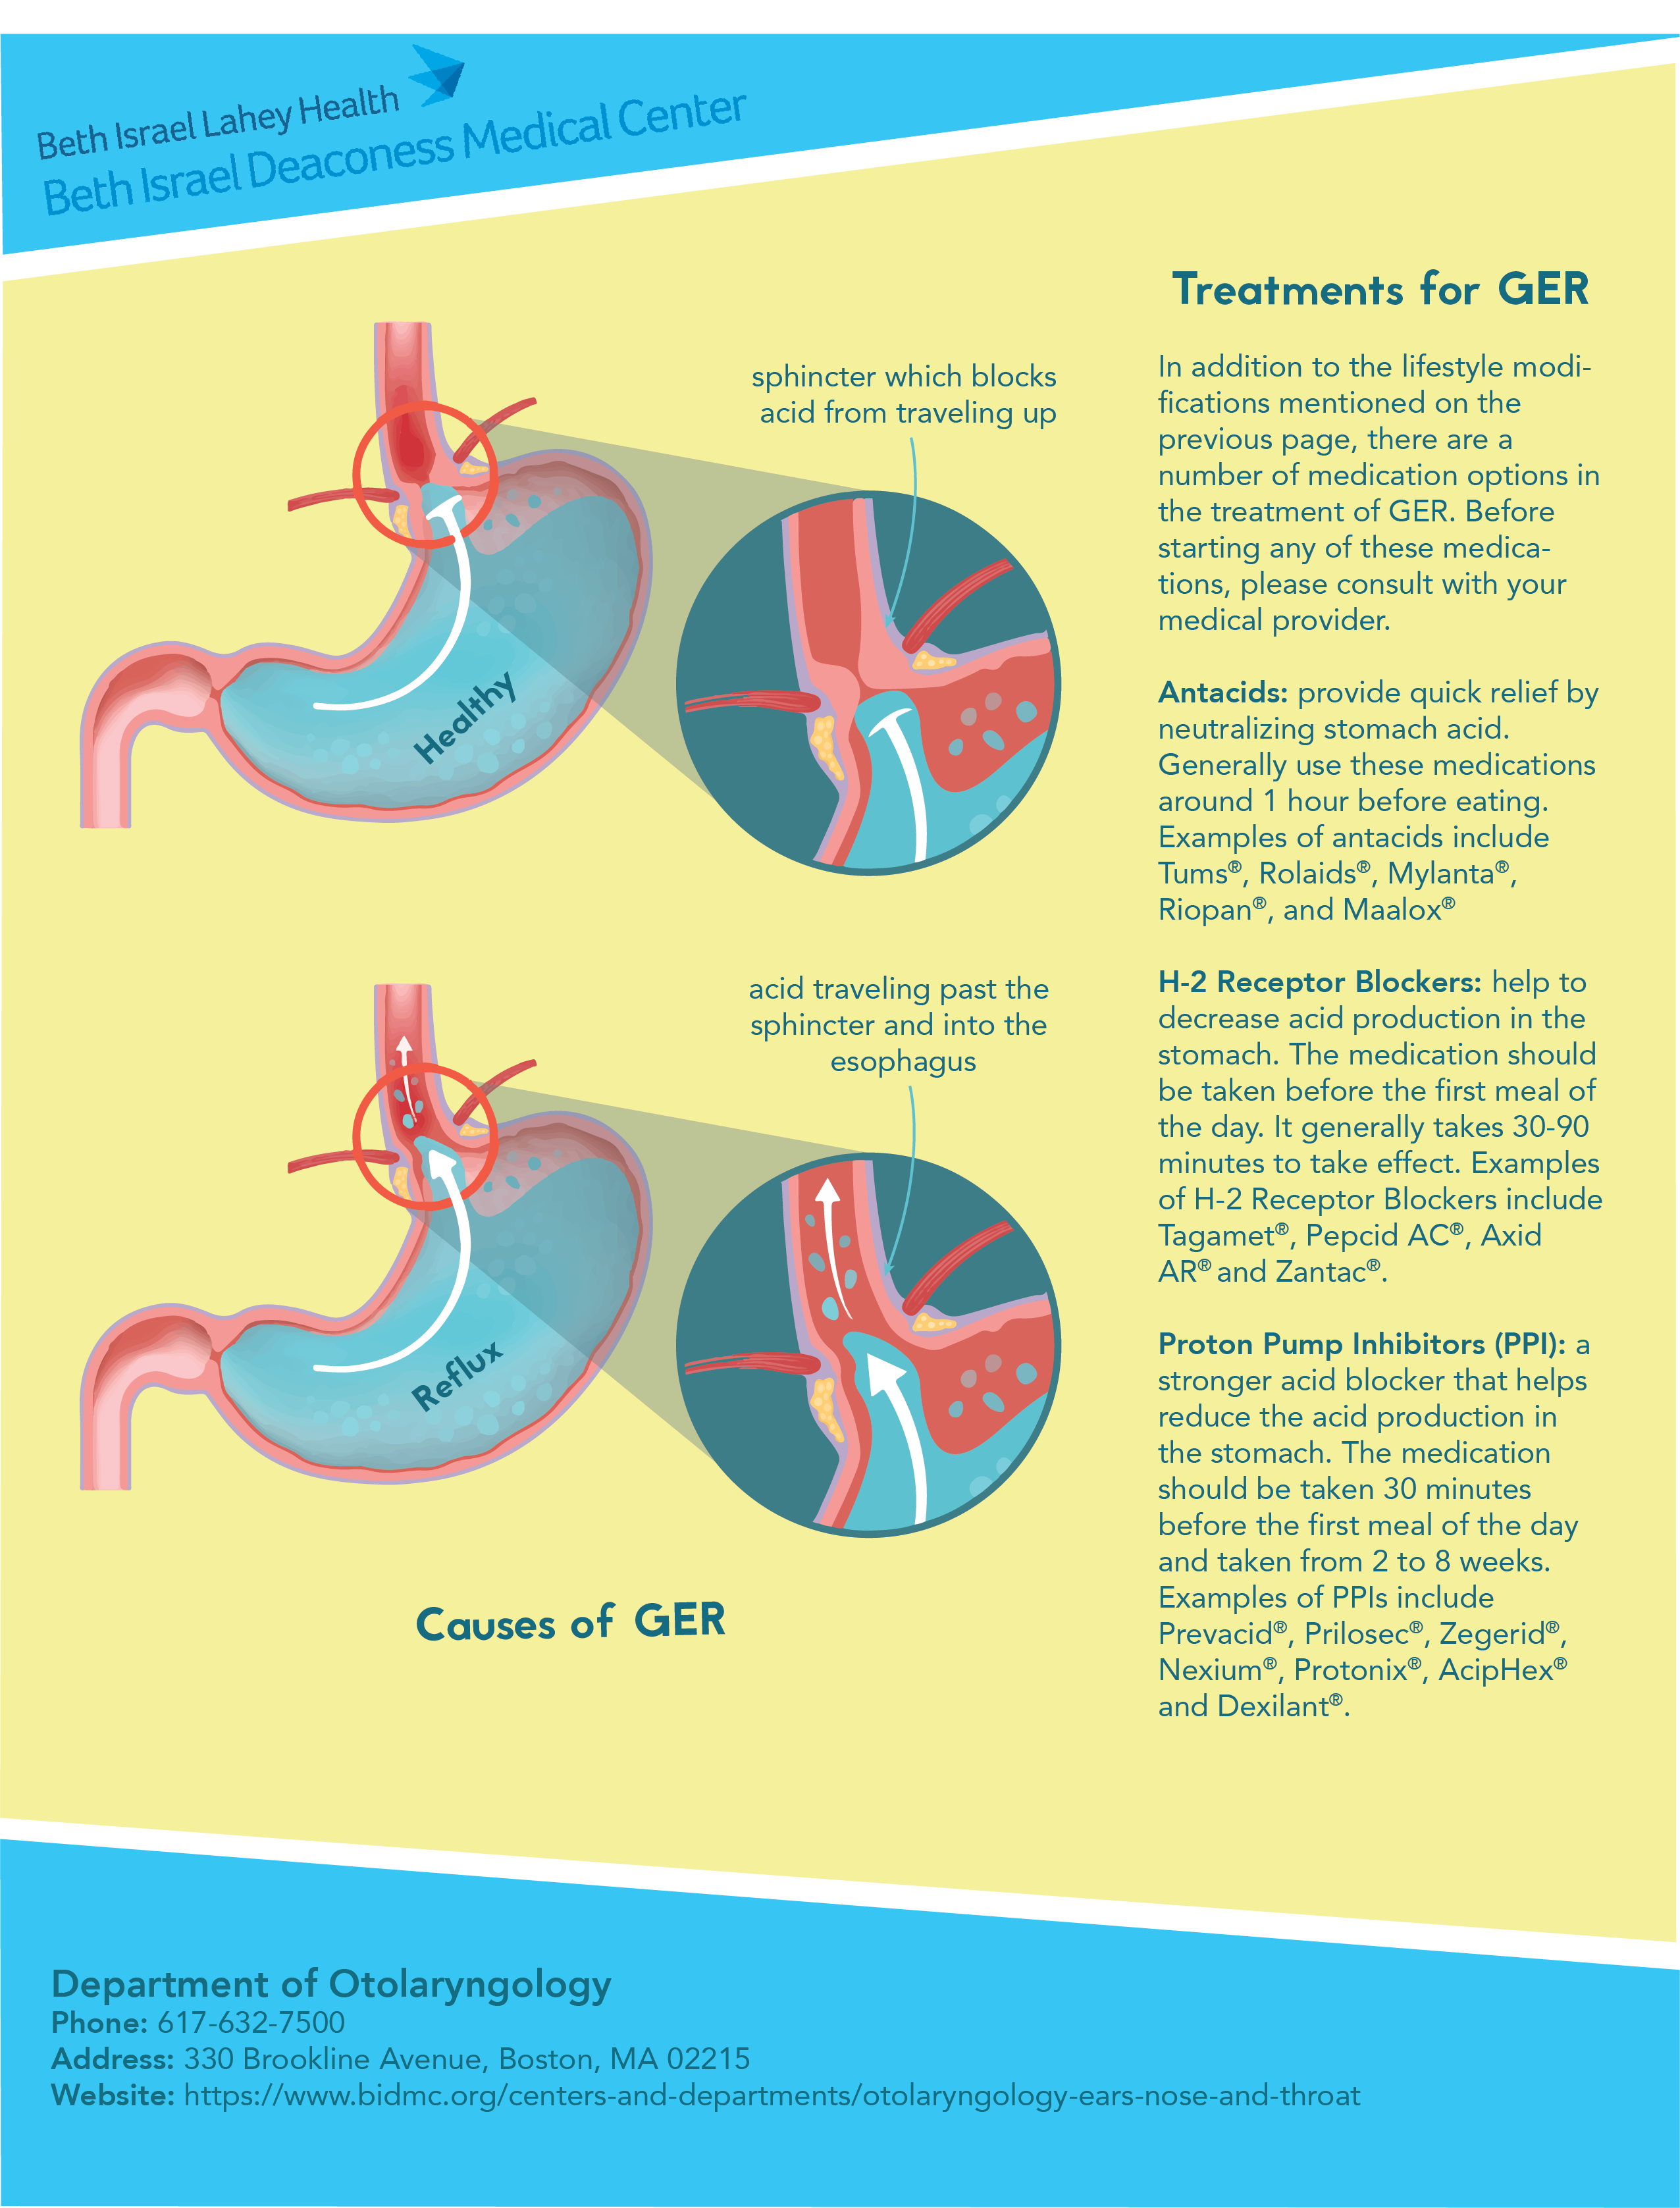 Beth Israel Lahey Health
Beth Israel Deaconess Medical Center
sphincter which blocks
acid from traveling up
Healthy
acid traveling past the
sphincter and into the
esophagus
Reflux
Causes of GER
Treatments for GER
In addition to the lifestyle modi-
fications mentioned on the
previous page, there are a
number of medication options in
the treatment of GER. Before
starting any of these medica-
tions, please consult with your
medical provider.
Antacids: provide quick relief by
neutralizing stomach acid.
Generally use these medications
around 1 hour before eating.
Examples of antacids include
Tums®, Rolaids®, Mylanta®,
Riopan®, and Maalox®
H-2 Receptor Blockers: help to
decrease acid production in the
stomach. The medication should
be taken before the first meal of
the day. It generally takes 30-90
minutes to take effect. Examples
of H-2 Receptor Blockers include
Tagamet®, Pepcid AC®, Axid
AR® and Zantac®.
Proton Pump Inhibitors (PPI): a
stronger acid blocker that helps
reduce the acid production in
the stomach. The medication
should be taken 30 minutes
before the first meal of the day
and taken from 2 to 8 weeks.
Examples of PPIs include
Prevacid®, Prilosec®, Zegerid®,
Nexium®, Protonix®, AcipHex®
and Dexilant®.
Department of Otolaryngology
Phone: 617-632-7500
Address: 330 Brookline Avenue, Boston, MA 02215
Website: https://www.bidmc.org/centers-and-departments/otolaryngology-ears-nose-and-throat